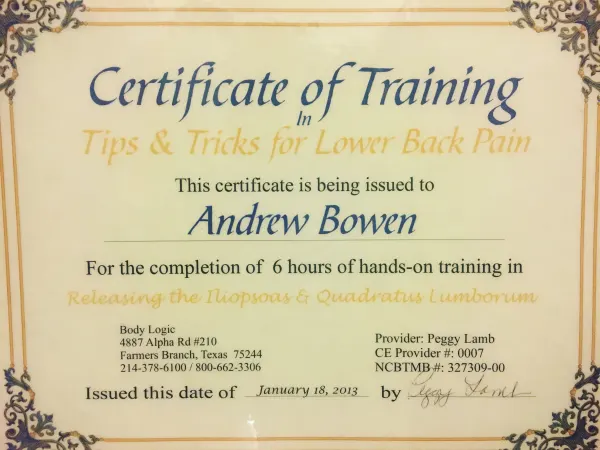 Certificate of Training
In
Tips & Tricks for Lower Back Pain
This certificate is being issued to
Andrew Bowen
For the completion of 6 hours of hands-on training in
Releasing the Iliopsoas & Quadratus Lumborum
Body Logic
4887 Alpha Rd #210
Farmers Branch, Texas 75244
214-378-6100 / 800-662-3306
Provider: Peggy Lamb
CE Provider #: 0007
NCBTMB #: 327309-00
Issued this date of January 18, 2013 by Peggy Lamb